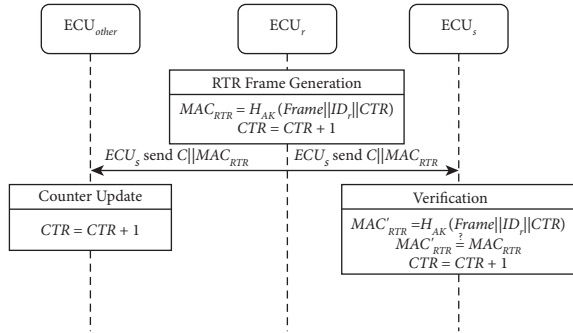 ECU_other
ECU_r
ECU_s
RTR Frame Generation
MAC_RTR = H_AK (Frame||ID_r||CTR)
CTR = CTR + 1
ECU_s send C||MAC_RTR
ECU_s send C||MAC_RTR
Counter Update
CTR = CTR + 1
Verification
MAC'_RTR =H_AK (Frame||ID_r||CTR)
MAC'_RTR ≟ MAC_RTR
CTR = CTR + 1